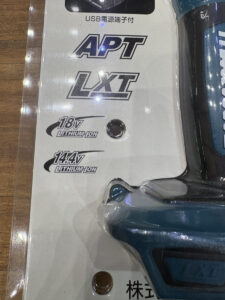 USB電源端子付
APT
LXT
18V
LITHIUM-ION
14.4V
LITHIUM-ION
LXT
株式